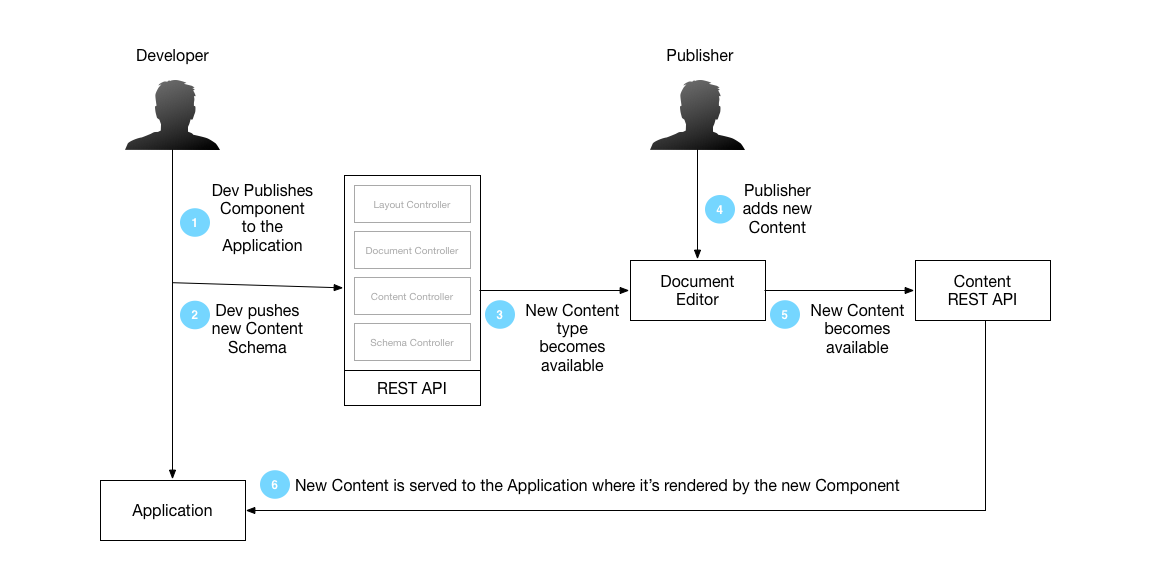 Developer
Publisher
1
Dev Publishes
Component
to the
Application
2
Dev pushes
new Content
Schema
Layout Controller
Document Controller
Content Controller
Schema Controller
REST API
3
New Content
type
becomes
available
4
Publisher
adds new
Content
Document
Editor
5
New Content
becomes
available
Content
REST API
6
New Content is served to the Application where it’s rendered by the new Component
Application